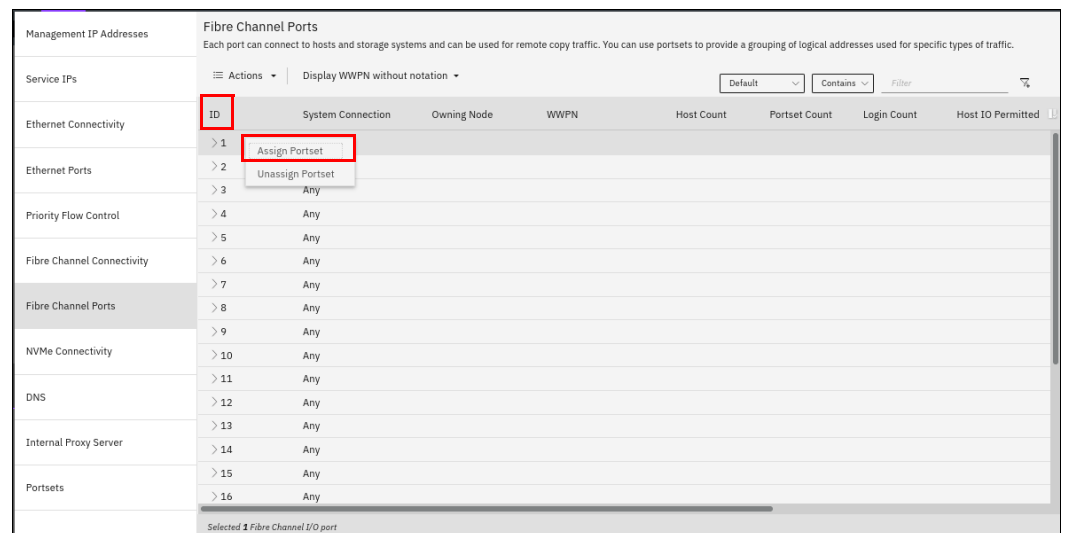 Management IP Addresses
Service IPs
Ethernet Connectivity
Ethernet Ports
Priority Flow Control
Fibre Channel Connectivity
Fibre Channel Ports
NVMe Connectivity
DNS
Internal Proxy Server
Portsets
Fibre Channel Ports
Each port can connect to hosts and storage systems and can be used for remote copy traffic. You can use portsets to provide a grouping of logical addresses used for specific types of traffic.
Actions Display WWPN without notation
Default Contains Filter
ID System Connection Owning Node WWPN Host Count Portset Count Login Count Host IO Permitted
1
Assign Portset
2
Unassign Portset
3 Any
4 Any
5 Any
6 Any
7 Any
8 Any
9 Any
10 Any
11 Any
12 Any
13 Any
14 Any
15 Any
16 Any
Selected 1 Fibre Channel I/O port